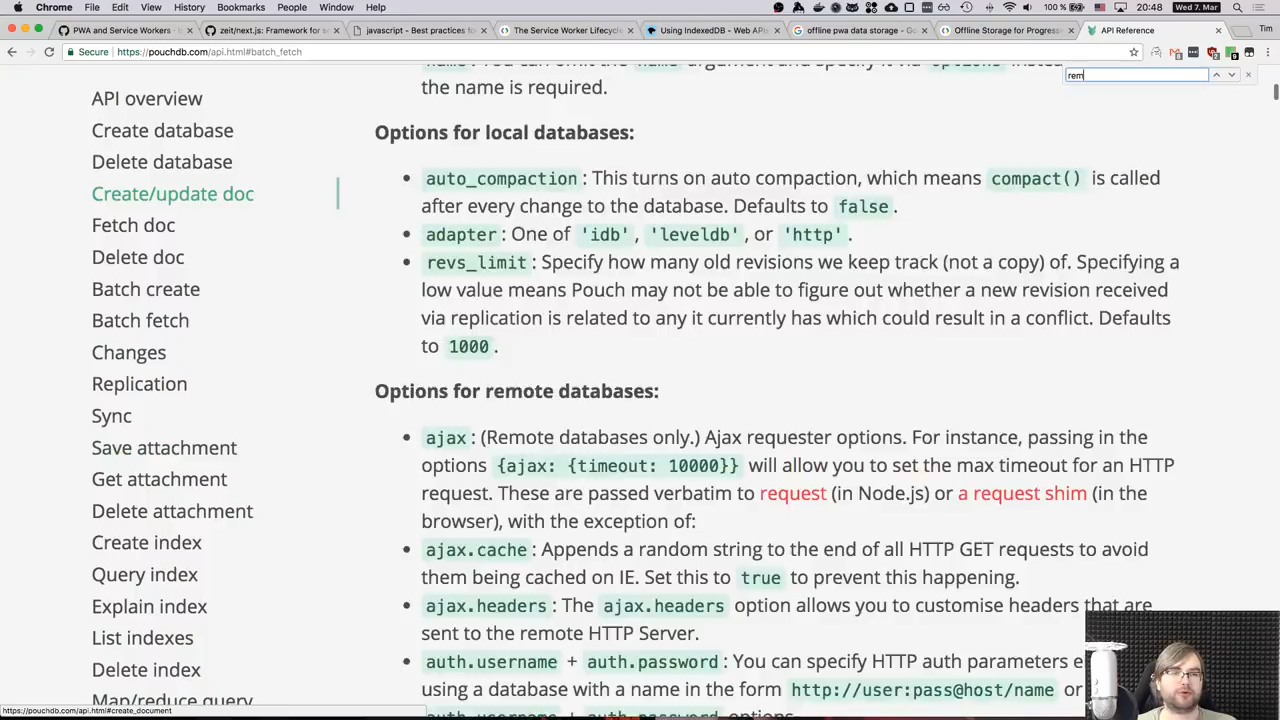 Chrome File Edit View History Bookmarks People Window Help 100 % 20:48 Wed 7. Mar
PWA and Service Workers - zeit/next.js: Framework for se javascript - Best practices for The Service Worker Lifecycle Using IndexedDB - Web APIs offline pwa data storage - Go Offline Storage for Progress API Reference Tim
Secure https://pouchdb.com/api.html#batch_fetch
rem
the name is required.
API overview
Create database
Delete database
Create/update doc
Fetch doc
Delete doc
Batch create
Batch fetch
Changes
Replication
Sync
Save attachment
Get attachment
Delete attachment
Create index
Query index
Explain index
List indexes
Delete index
Map/reduce query
Options for local databases:
auto_compaction: This turns on auto compaction, which means compact() is called
after every change to the database. Defaults to false.
adapter: One of 'idb', 'leveldb', or 'http'.
revs_limit: Specify how many old revisions we keep track (not a copy) of. Specifying a
low value means Pouch may not be able to figure out whether a new revision received
via replication is related to any it currently has which could result in a conflict. Defaults
to 1000.
Options for remote databases:
ajax: (Remote databases only.) Ajax requester options. For instance, passing in the
options {ajax: {timeout: 10000}} will allow you to set the max timeout for an HTTP
request. These are passed verbatim to request (in Node.js) or a request shim (in the
browser), with the exception of:
ajax.cache: Appends a random string to the end of all HTTP GET requests to avoid
them being cached on IE. Set this to true to prevent this happening.
ajax.headers: The ajax.headers option allows you to customise headers that are
sent to the remote HTTP Server.
auth.username + auth.password: You can specify HTTP auth parameters e
using a database with a name in the form http://user:pass@host/name or
https://pouchdb.com/api.html#create_document